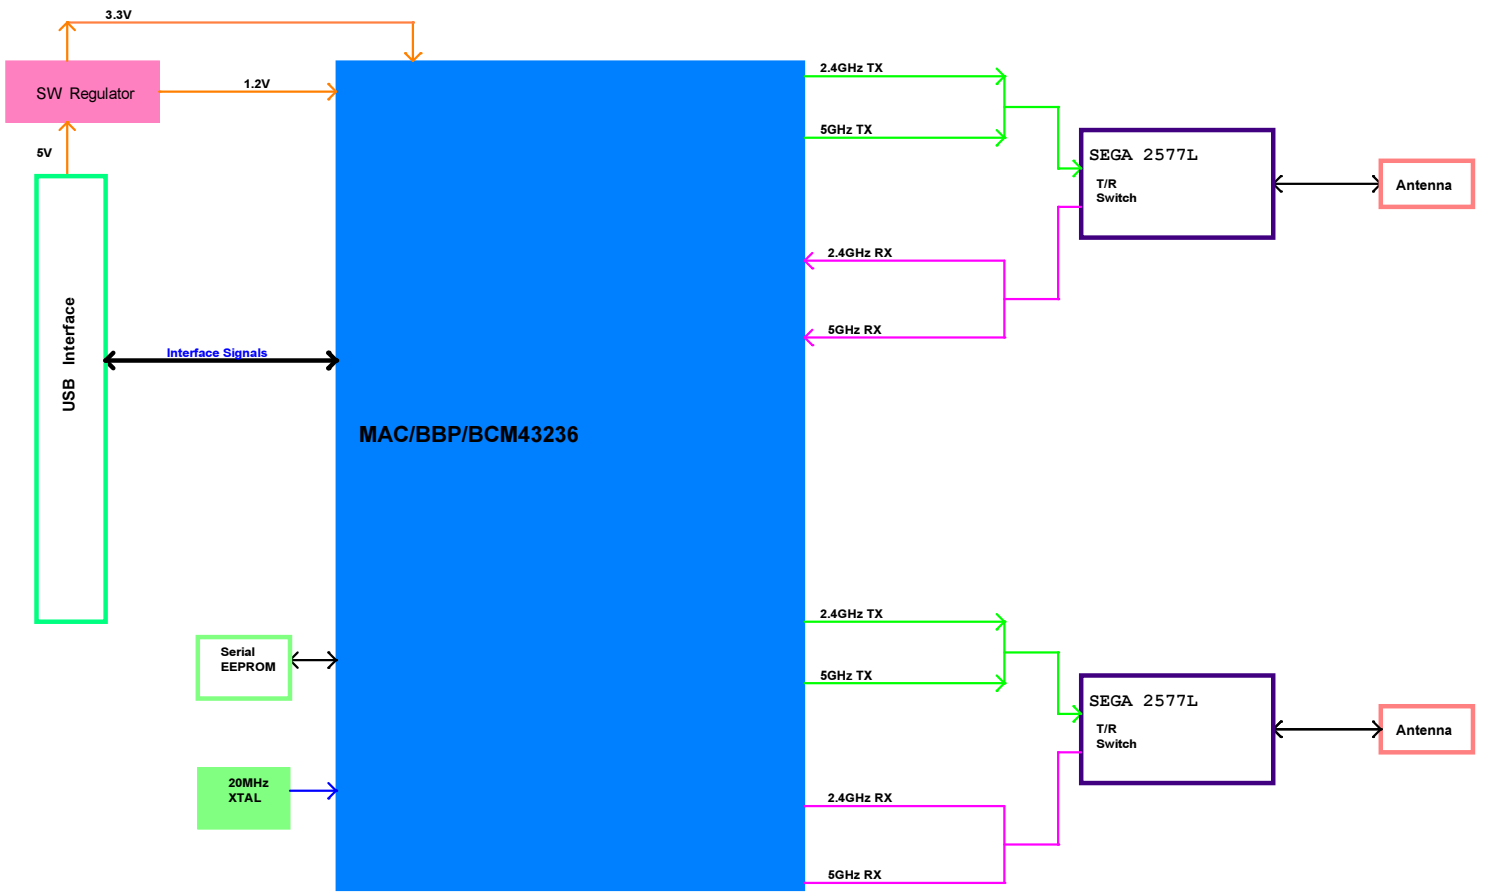 3.3V
SW Regulator
1.2V
5V
USB Interface
Interface Signals
MAC/BBP/BCM43236
Serial
EEPROM
20MHz
XTAL
2.4GHz TX
5GHz TX
SEGA 2577L
T/R
Switch
Antenna
2.4GHz RX
5GHz RX
2.4GHz TX
5GHz TX
SEGA 2577L
T/R
Switch
Antenna
2.4GHz RX
5GHz RX